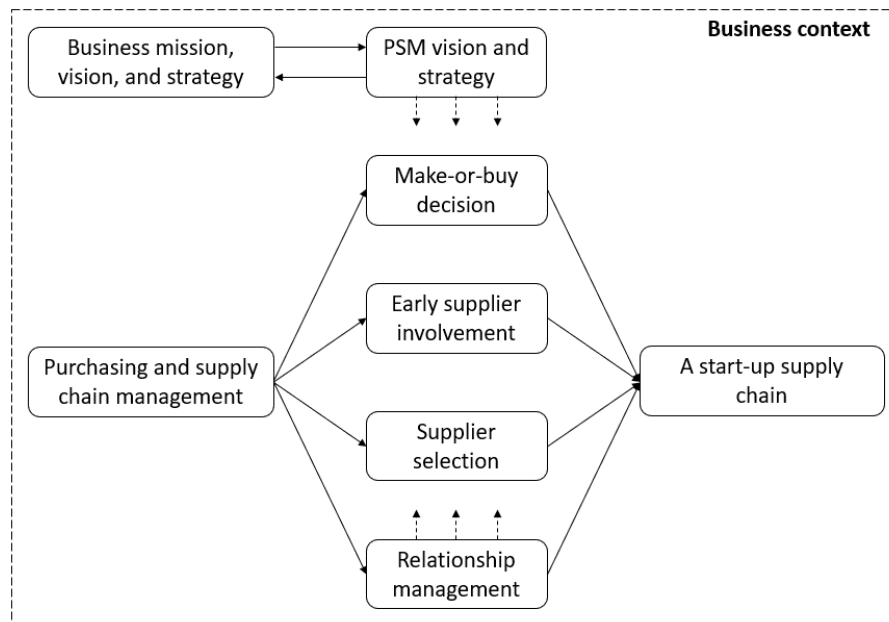 Business context
Business mission,
vision, and strategy
PSM vision and
strategy
Make-or-buy
decision
Early supplier
involvement
Purchasing and supply
chain management
A start-up supply
chain
Supplier
selection
Relationship
management